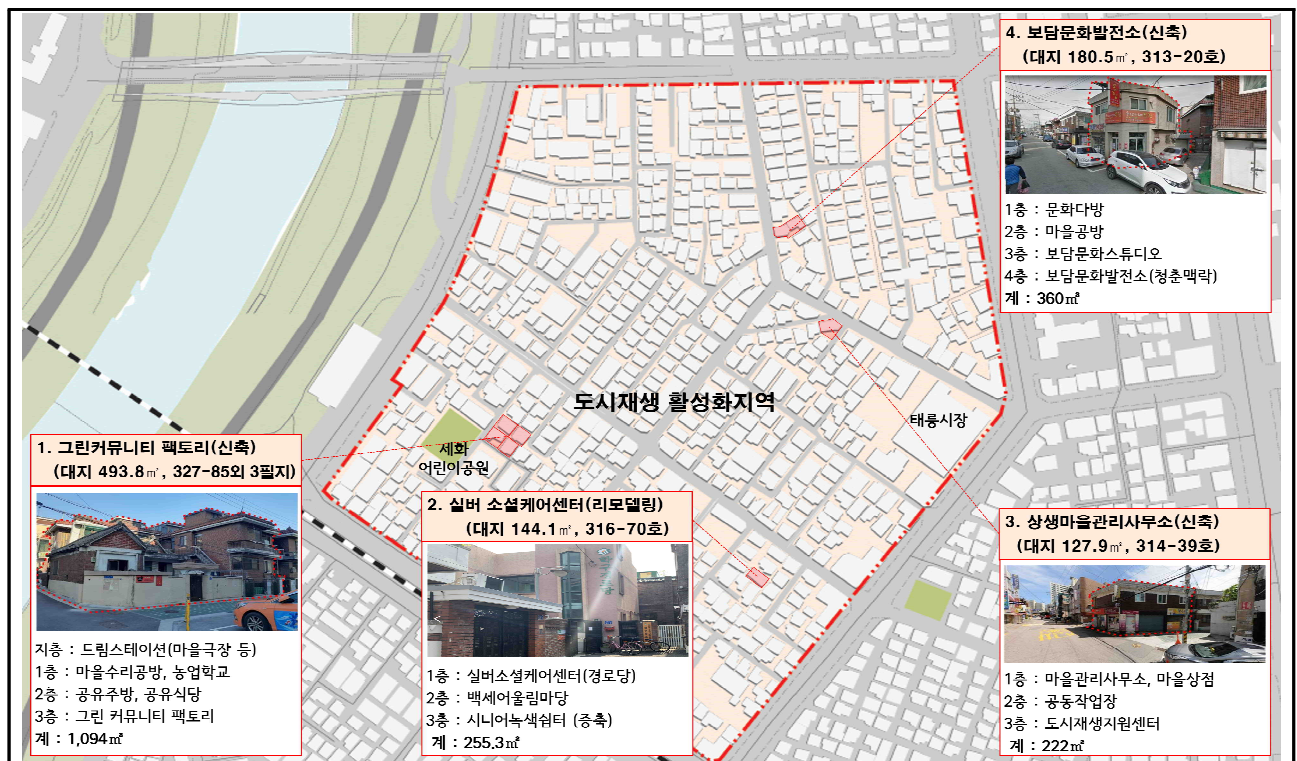 4. 보담문화발전소(신축)
(대지 180.5㎡, 313-20호)
1층 : 문화다방
2층 : 마을공방
3층 : 보담문화스튜디오
4층 : 보담문화발전소(청춘맥락)
계 : 360㎡
도시재생 활성화지역
태릉시장
세화
어린이공원
1. 그린커뮤니티 팩토리(신축)
(대지 493.8㎡, 327-85외 3필지)
지층 : 드림스테이션(마을극장 등)
1층 : 마을수리공방, 농업학교
2층 : 공유주방, 공유식당
3층 : 그린 커뮤니티 팩토리
계 : 1,094㎡
2. 실버 소셜케어센터(리모델링)
(대지 144.1㎡, 316-70호)
1층 : 실버소셜케어센터(경로당)
2층 : 백세어울림마당
3층 : 시니어녹색쉼터 (증축)
계 : 255.3㎡
3. 상생마을관리사무소(신축)
(대지 127.9㎡, 314-39호)
1층 : 마을관리사무소, 마을상점
2층 : 공동작업장
3층 : 도시재생지원센터
계 : 222㎡